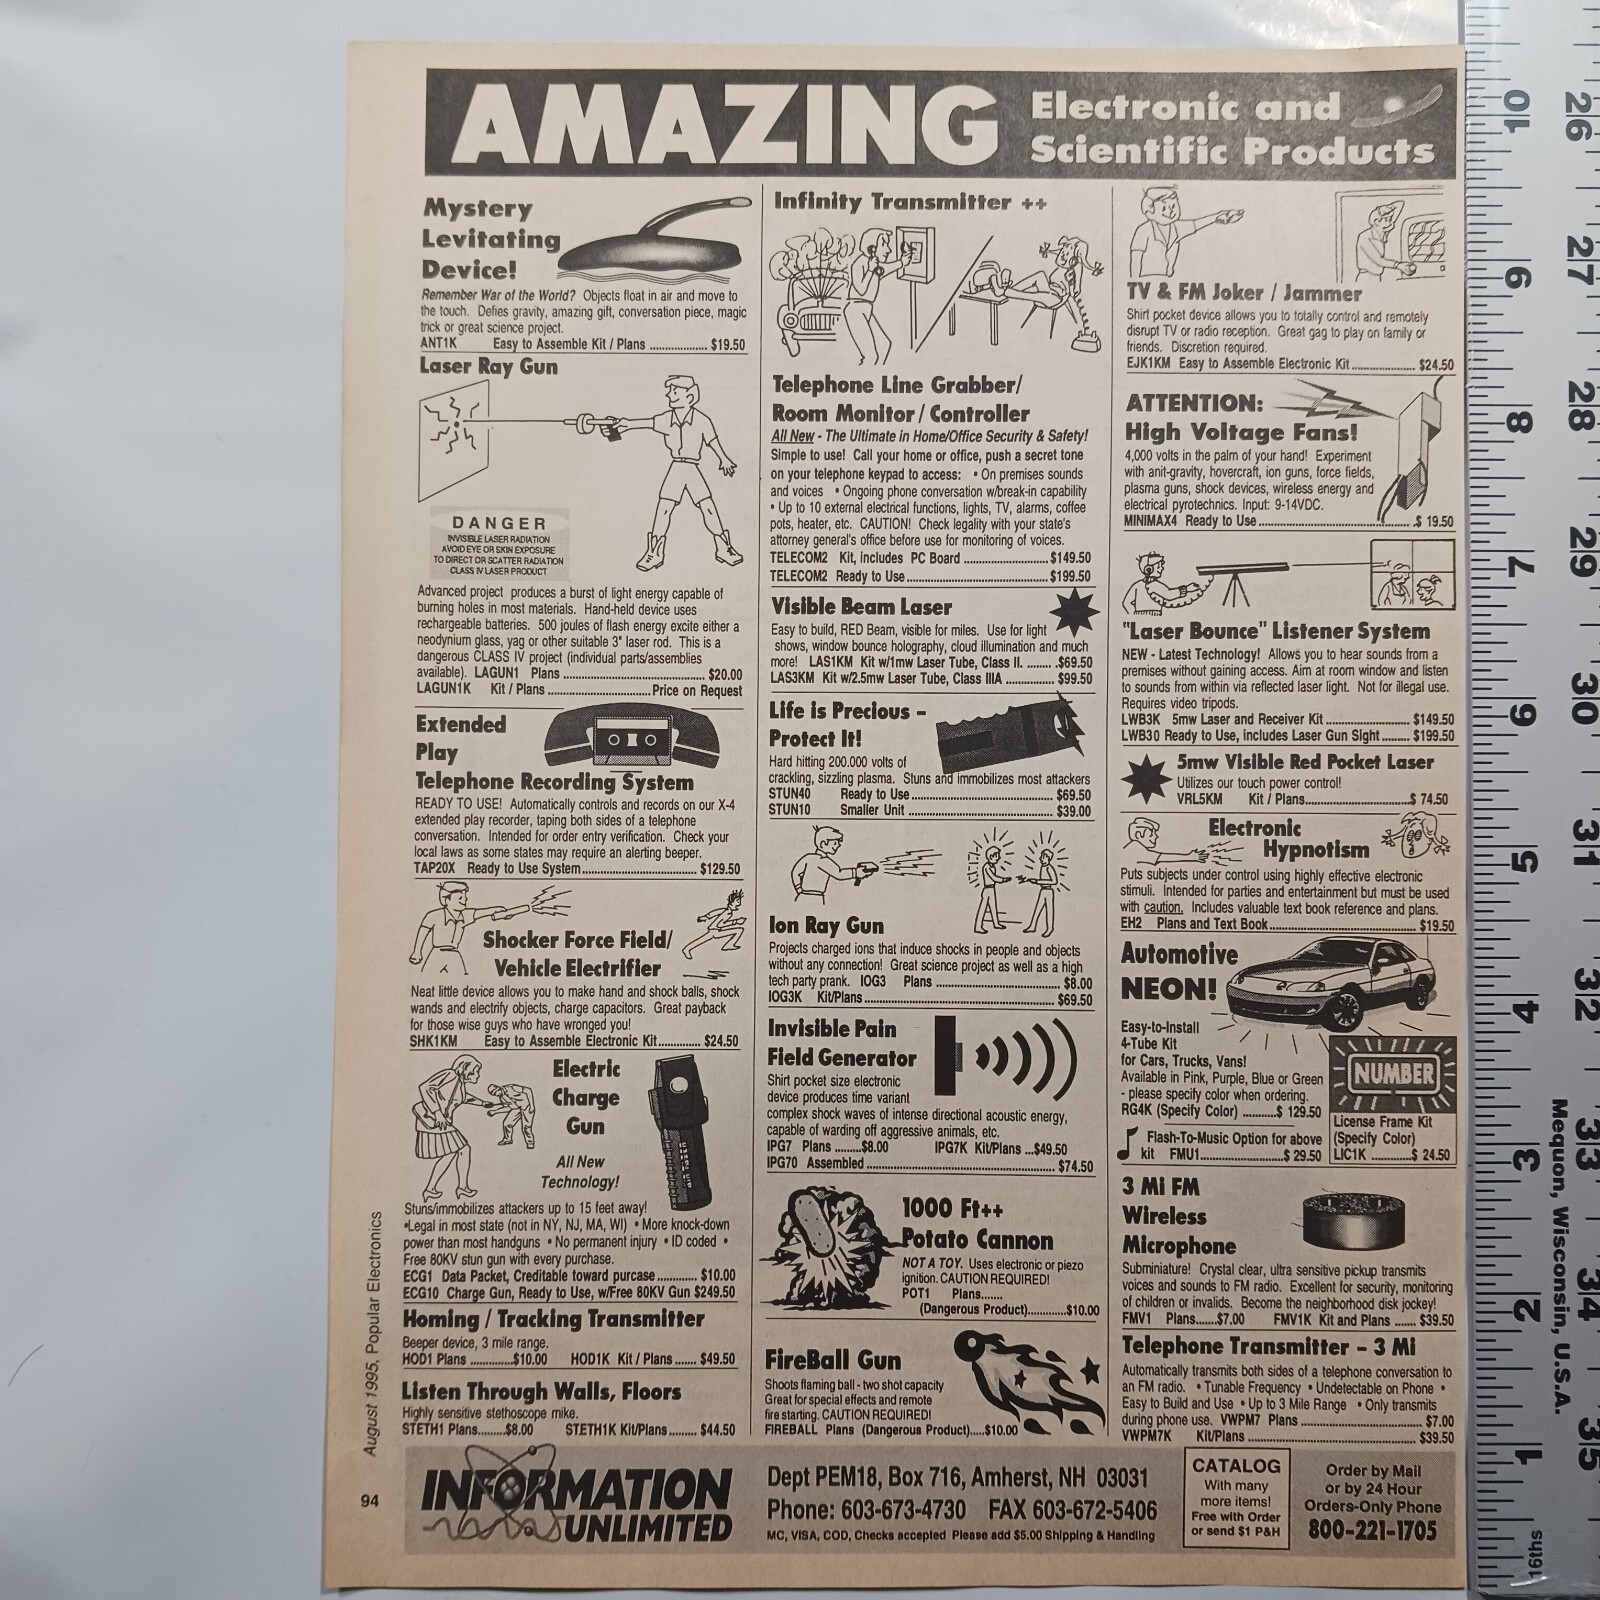 AMAZING Electronic and
Scientific Products
Mystery
Levitating
Device!
Remember War of the World? Objects float in air and move to
the touch. Defies gravity, amazing gift, conversation piece, magic
trick or great science project.
ANT1K Easy to Assemble Kit / Plans .................. $19.50
Laser Ray Gun
DANGER
INVISIBLE LASER RADIATION
AVOID EYE OR SKIN EXPOSURE
TO DIRECT OR SCATTER RADIATION
CLASS IV LASER PRODUCT
Advanced project produces a burst of light energy capable of
burning holes in most materials. Hand-held device uses
rechargeable batteries. 500 joules of flash energy excite either a
neodynium glass, yag or other suitable 3" laser rod. This is a
dangerous CLASS IV project (individual parts/assemblies
available). LAGUN1 Plans ........................................... $20.00
LAGUN1K Kit / Plans ................................Price on Request
Extended
Play
Telephone Recording System
READY TO USE! Automatically controls and records on our X-4
extended play recorder, taping both sides of a telephone
conversation. Intended for order entry verification. Check your
local laws as some states may require an alerting beeper.
TAP20X Ready to Use System.................................... $129.50
Shocker Force Field/
Vehicle Electrifier
Neat little device allows you to make hand and shock balls, shock
wands and electrify objects, charge capacitors. Great payback
for those wise guys who have wronged you!
SHK1KM Easy to Assemble Electronic Kit............. $24.50
Electric
Charge
Gun
All New
Technology!
Stuns/immobilizes attackers up to 15 feet away!
•Legal in most state (not in NY, NJ, MA, WI) • More knock-down
power than most handguns • No permanent injury • ID coded •
Free 80KV stun gun with every purchase.
ECG1 Data Packet, Creditable toward purcase ............ $10.00
ECG10 Charge Gun, Ready to Use, w/Free 80KV Gun $249.50
Homing / Tracking Transmitter
Beeper device, 3 mile range.
HOD1 Plans .............$10.00 HOD1K Kit / Plans ....... $49.50
Listen Through Walls, Floors
Highly sensitive stethoscope mike.
STETH1 Plans.........$8.00 STETH1K Kit/Plans......... $44.50
Infinity Transmitter ++
Telephone Line Grabber/
Room Monitor / Controller
All New - The Ultimate in Home/Office Security & Safety!
Simple to use! Call your home or office, push a secret tone
on your telephone keypad to access: • On premises sounds
and voices • Ongoing phone conversation w/break-in capability
• Up to 10 external electrical functions, lights, TV, alarms, coffee
pots, heater, etc. CAUTION! Check legality with your state's
attorney general's office before use for monitoring of voices.
TELECOM2 Kit, includes PC Board .......................... $149.50
TELECOM2 Ready to Use........................................... $199.50
Visible Beam Laser
Easy to build, RED Beam, visible for miles. Use for light
shows, window bounce holography, cloud illumination and much
more! LAS1KM Kit w/1mw Laser Tube, Class II. ........ .$69.50
LAS3KM Kit w/2.5mw Laser Tube, Class IIIA ............... $99.50
Life is Precious –
Protect It!
Hard hitting 200.000 volts of
crackling, sizzling plasma. Stuns and immobilizes most attackers
STUN40 Ready to Use ........................................... $69.50
STUN10 Smaller Unit ............................................ $39.00
Ion Ray Gun
Projects charged ions that induce shocks in people and objects
without any connection! Great science project as well as a high
tech party prank. IOG3 Plans ..................................... $8.00
IOG3K Kit/Plans ........................................................... $69.50
Invisible Pain
Field Generator
Shirt pocket size electronic
device produces time variant
complex shock waves of intense directional acoustic energy,
capable of warding off aggressive animals, etc.
IPG7 Plans ........$8.00 IPG7K Kit/Plans ...$49.50
IPG70 Assembled ......................................................... $74.50
1000 Ft++
Potato Cannon
NOT A TOY. Uses electronic or piezo
ignition. CAUTION REQUIRED!
POT1 Plans.......
(Dangerous Product)............$10.00
FireBall Gun
Shoots flaming ball - two shot capacity
Great for special effects and remote
fire starting. CAUTION REQUIRED!
FIREBALL Plans (Dangerous Product).....$10.00
TV & FM Joker / Jammer
Shirt pocket device allows you to totally control and remotely
disrupt TV or radio reception. Great gag to play on family or
friends. Discretion required.
EJK1KM Easy to Assemble Electronic Kit.................... $24.50
ATTENTION:
High Voltage Fans!
4,000 volts in the palm of your hand! Experiment
with anit-gravity, hovercraft, ion guns, force fields,
plasma guns, shock devices, wireless energy and
electrical pyrotechnics. Input: 9-14VDC.
MINIMAX4 Ready to Use.................................................$ 19.50
"Laser Bounce" Listener System
NEW - Latest Technology! Allows you to hear sounds from a
premises without gaining access. Aim at room window and listen
to sounds from within via reflected laser light. Not for illegal use.
Requires video tripods.
LWB3K 5mw Laser and Receiver Kit .......................... $149.50
LWB30 Ready to Use, includes Laser Gun Sight......... $199.50
5mw Visible Red Pocket Laser
Utilizes our touch power control!
VRL5KM Kit / Plans.................................$ 74.50
Electronic
Hypnotism
Puts subjects under control using highly effective electronic
stimuli. Intended for parties and entertainment but must be used
with caution. Includes valuable text book reference and plans.
EH2 Plans and Text Book............................................... $19.50
Automotive
NEON!
Easy-to-Install
4-Tube Kit
for Cars, Trucks, Vans!
Available in Pink, Purple, Blue or Green
- please specify color when ordering.
RG4K (Specify Color) ..........$ 129.50
Flash-To-Music Option for above
kit FMU1..........................$ 29.50
NUMBER
License Frame Kit
(Specify Color)
LIC1K ..........$ 24.50
3 Mi FM
Wireless
Microphone
Subminiature! Crystal clear, ultra sensitive pickup transmits
voices and sounds to FM radio. Excellent for security, monitoring
of children or invalids. Become the neighborhood disk jockey!
FMV1 Plans.......$7.00 FMV1K Kit and Plans ....... $39.50
Telephone Transmitter – 3 Mi
Automatically transmits both sides of a telephone conversation to
an FM radio. • Tunable Frequency • Undetectable on Phone •
Easy to Build and Use • Up to 3 Mile Range • Only transmits
during phone use. VWPM7 Plans .................................. $7.00
VWPM7K Kit/Plans ...................................................... $39.50
August 1995, Popular Electronics
94
INFORMATION
UNLIMITED
Dept PEM18, Box 716, Amherst, NH 03031
Phone: 603-673-4730 FAX 603-672-5406
MC, VISA, COD, Checks accepted Please add $5.00 Shipping & Handling
CATALOG
With many
more items!
Free with Order
or send $1 P&H
Order by Mail
or by 24 Hour
Orders-Only Phone
800-221-1705
10 9 8 7 6 5 4 3 2 1
16ths
26 27 28 29 30 31 32 33 34 35
Mequon, Wisconsin, U.S.A.